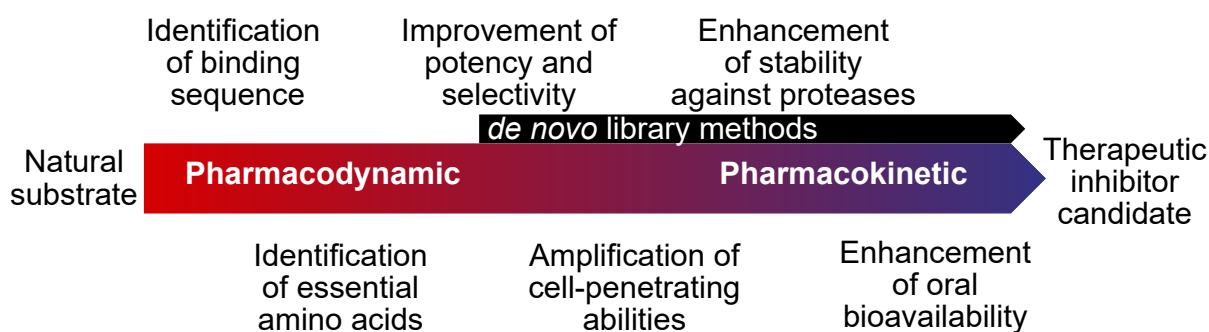 Identification
of binding
sequence
Improvement of
potency and
selectivity
Enhancement
of stability
against proteases
de novo library methods
Natural
substrate
Pharmacodynamic
Pharmacokinetic
Therapeutic
inhibitor
candidate
Identification
of essential
amino acids
Amplification of
cell-penetrating
abilities
Enhancement
of oral
bioavailability